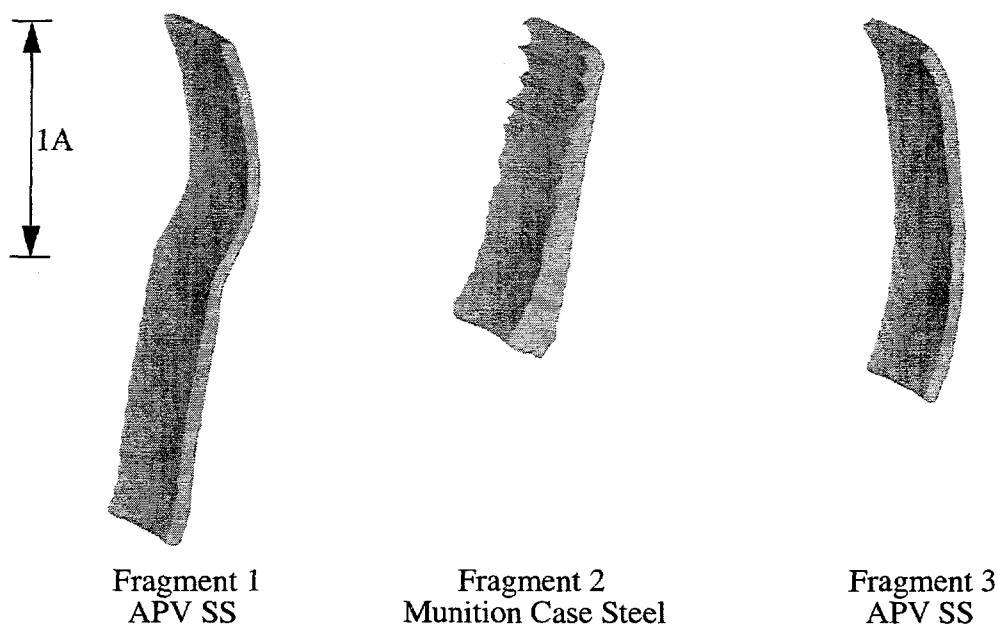 1A
Fragment 1
APV SS
Fragment 2
Munition Case Steel
Fragment 3
APV SS